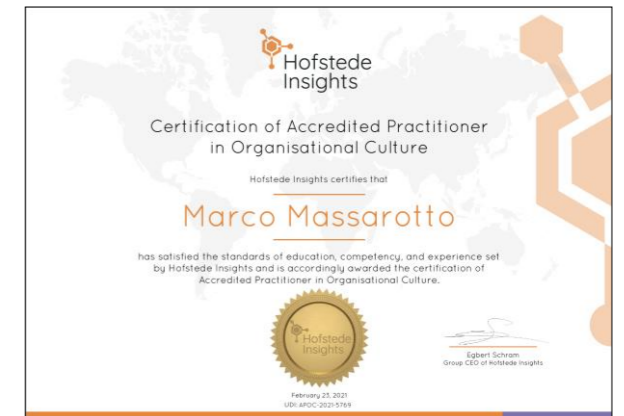 Hofstede
Insights
Certification of Accredited Practitioner
in Organisational Culture
Hofstede Insights certifies that
Marco Massarotto
has satisfied the standards of education, competency, and experience set
by Hofstede Insights and is accordingly awarded the certification of
Accredited Practitioner in Organisational Culture.
Hofstede
Insights
Egbert Schram
Group CEO of Hofstede Insights
February 23, 2021
UDI: APOC-2021-5769